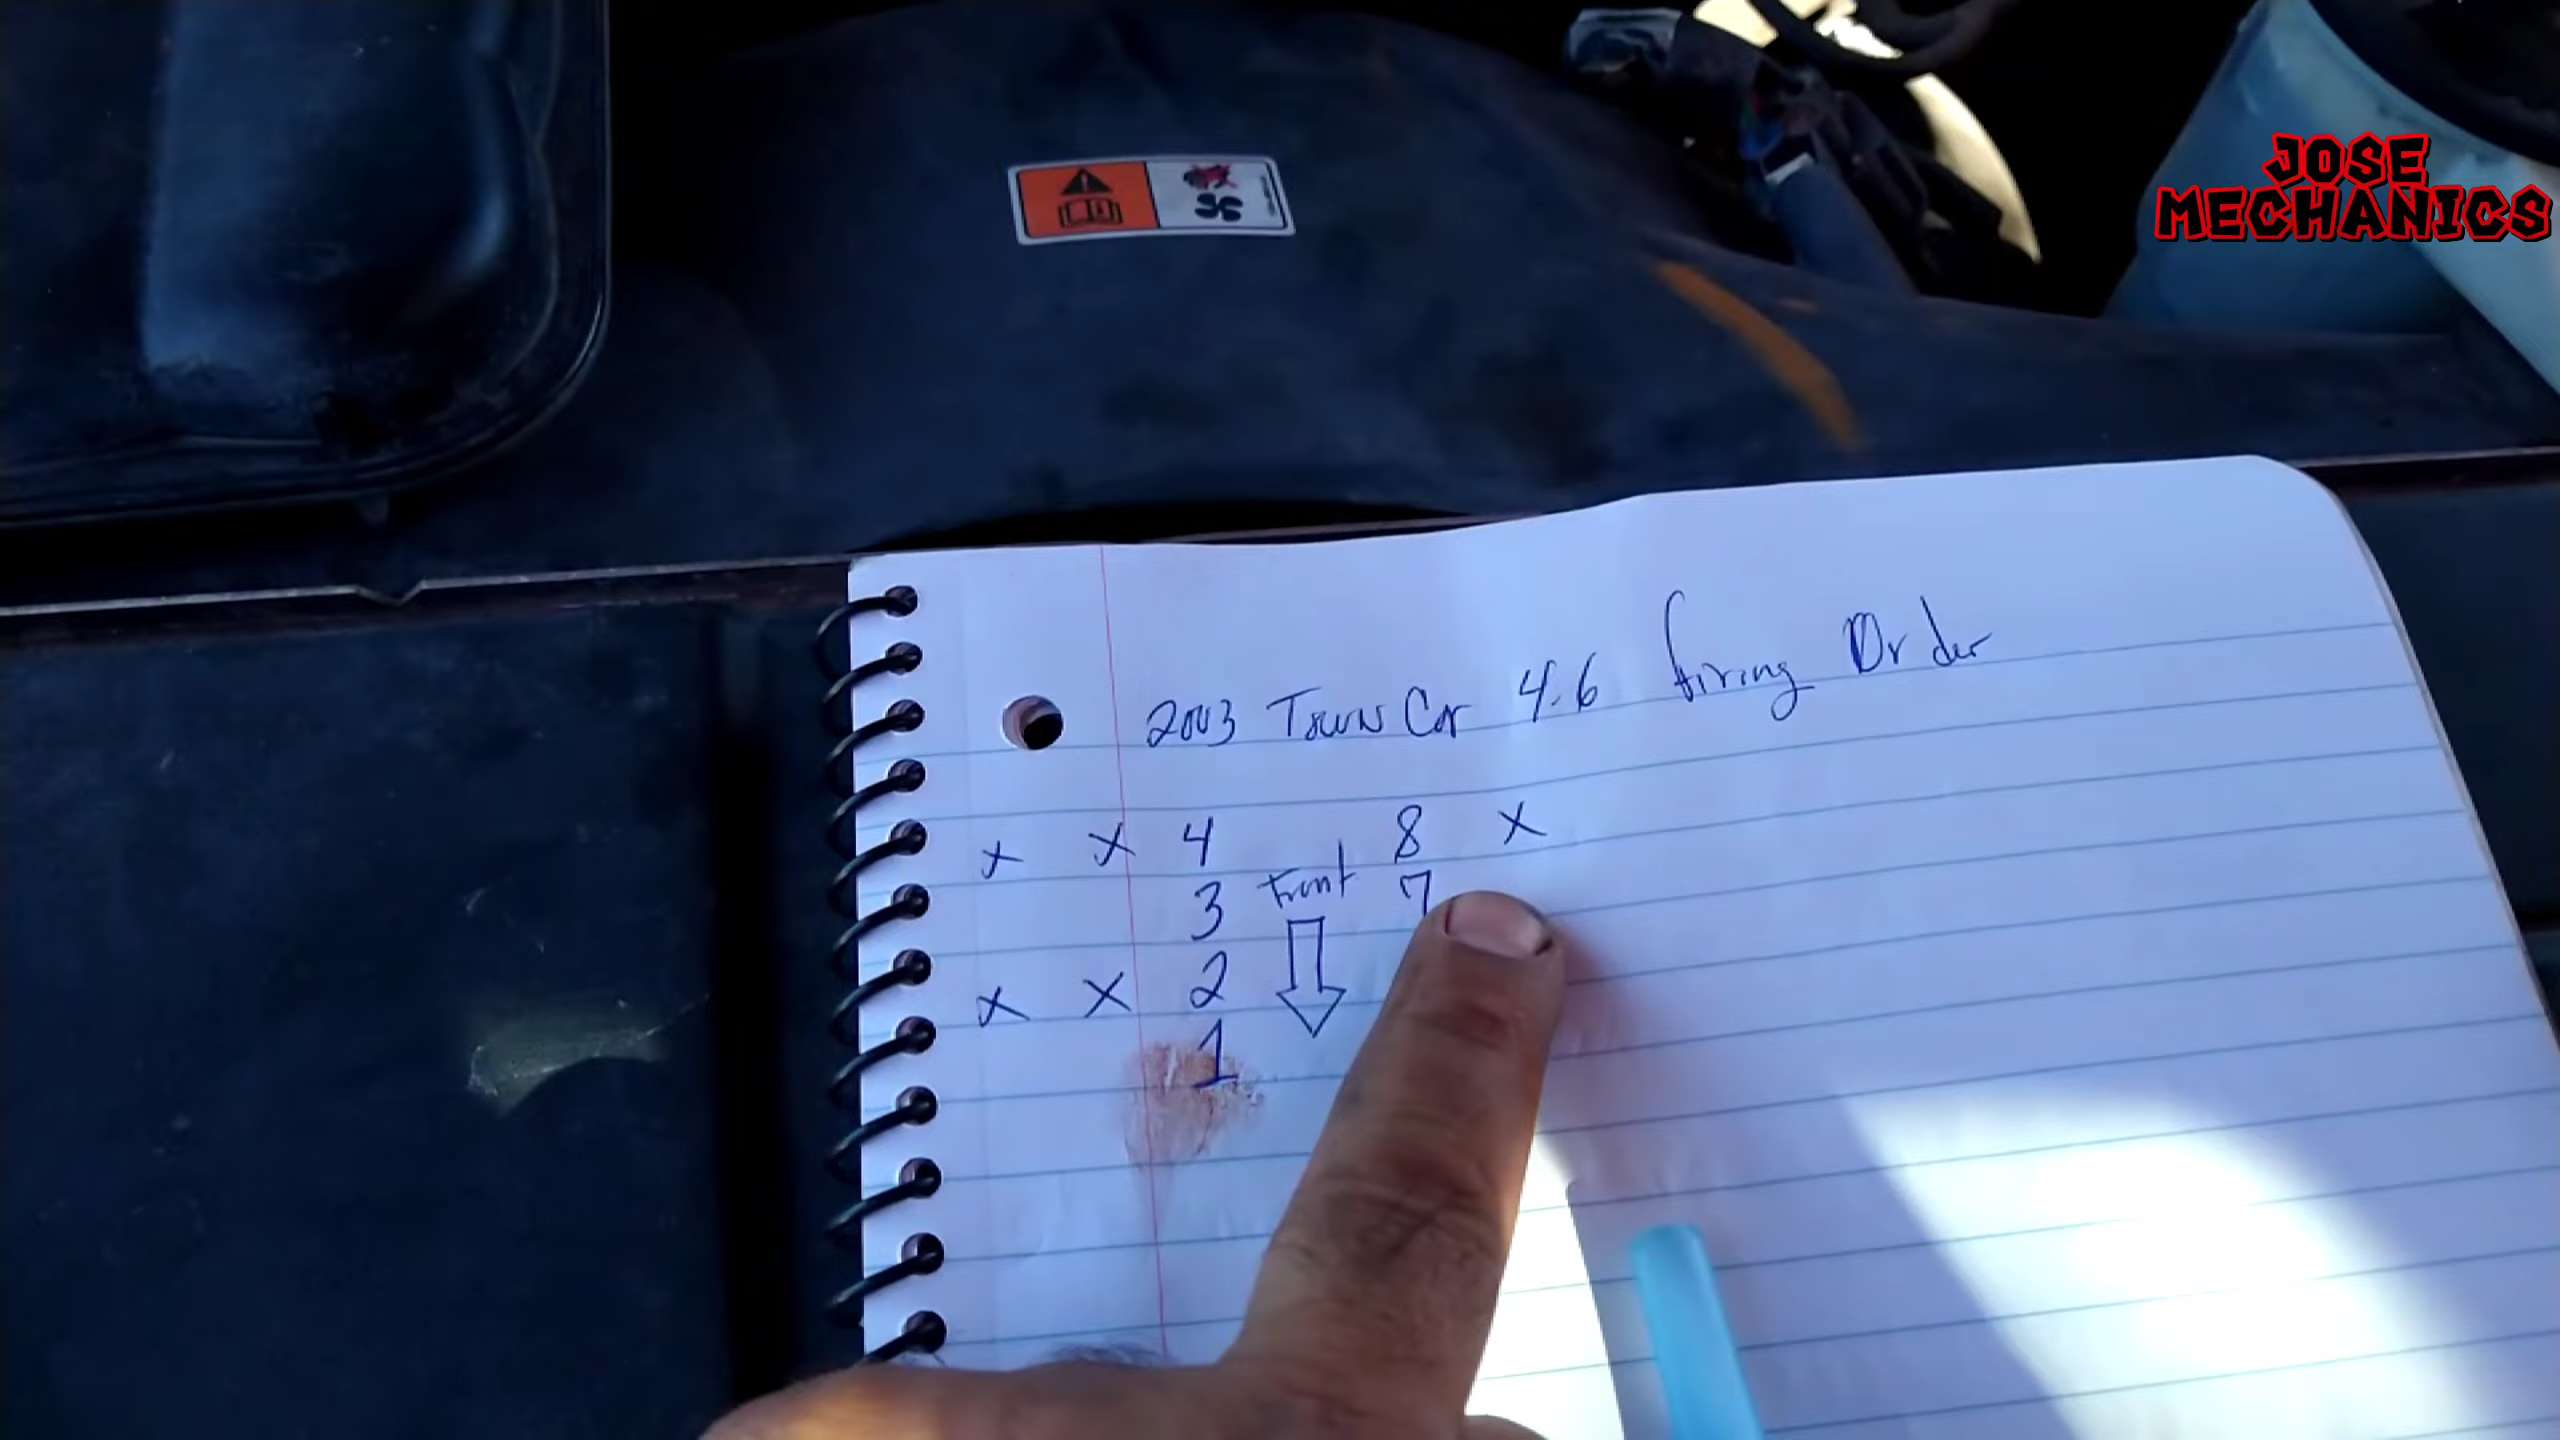 JOSE
MECHANICS
2003 Town Car 4.6 firing Order
x x 4 8 x
3 Front 7
x x 2
1